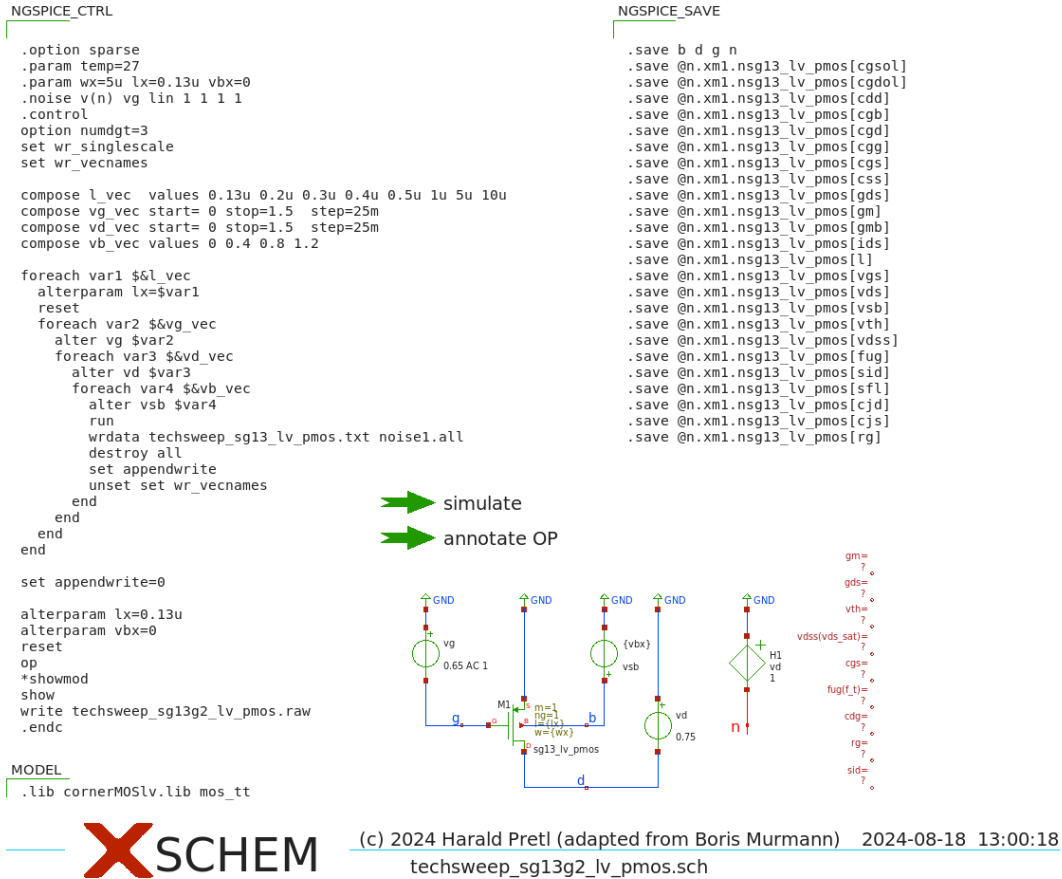 NGSPICE_CTRL
.option sparse
.param temp=27
.param wx=5u lx=0.13u vbx=0
.noise v(n) vg lin 1 1 1 1
.control
option numdgt=3
set wr_singlescale
set wr_vecnames
compose l_vec  values 0.13u 0.2u 0.3u 0.4u 0.5u 1u 5u 10u
compose vg_vec start= 0 stop=1.5  step=25m
compose vd_vec start= 0 stop=1.5  step=25m
compose vb_vec values 0 0.4 0.8 1.2
foreach var1 $&l_vec
  alterparam lx=$var1
  reset
  foreach var2 $&vg_vec
    alter vg $var2
    foreach var3 $&vd_vec
      alter vd $var3
      foreach var4 $&vb_vec
        alter vsb $var4
        run
        wrdata techsweep_sg13_lv_pmos.txt noise1.all
        destroy all
        set appendwrite
        unset set wr_vecnames
      end
    end
  end
end
set appendwrite=0
alterparam lx=0.13u
alterparam vbx=0
reset
op
*showmod
show
write techsweep_sg13g2_lv_pmos.raw
.endc
MODEL
.lib cornerMOSlv.lib mos_tt
NGSPICE_SAVE
.save b d g n
.save @n.xm1.nsg13_lv_pmos[cgsol]
.save @n.xm1.nsg13_lv_pmos[cgdol]
.save @n.xm1.nsg13_lv_pmos[cdd]
.save @n.xm1.nsg13_lv_pmos[cgb]
.save @n.xm1.nsg13_lv_pmos[cgd]
.save @n.xm1.nsg13_lv_pmos[cgg]
.save @n.xm1.nsg13_lv_pmos[cgs]
.save @n.xm1.nsg13_lv_pmos[css]
.save @n.xm1.nsg13_lv_pmos[gds]
.save @n.xm1.nsg13_lv_pmos[gm]
.save @n.xm1.nsg13_lv_pmos[gmb]
.save @n.xm1.nsg13_lv_pmos[ids]
.save @n.xm1.nsg13_lv_pmos[l]
.save @n.xm1.nsg13_lv_pmos[vgs]
.save @n.xm1.nsg13_lv_pmos[vds]
.save @n.xm1.nsg13_lv_pmos[vsb]
.save @n.xm1.nsg13_lv_pmos[vth]
.save @n.xm1.nsg13_lv_pmos[vdss]
.save @n.xm1.nsg13_lv_pmos[fug]
.save @n.xm1.nsg13_lv_pmos[sid]
.save @n.xm1.nsg13_lv_pmos[sfl]
.save @n.xm1.nsg13_lv_pmos[cjd]
.save @n.xm1.nsg13_lv_pmos[cjs]
.save @n.xm1.nsg13_lv_pmos[rg]
simulate
annotate OP
GND
GND
GND
GND
GND
vg
0.65 AC 1
{vbx}
vsb
H1
vd
1
M1
S
m=1
ng=1
l={lx}
w={wx}
g
G
B
b
D
sg13_lv_pmos
vd
0.75
d
n
gm=
?
gds=
?
vth=
?
vdss(vds_sat)=
?
cgs=
?
fug(f_t)=
?
cdg=
?
rg=
?
sid=
?
XSCHEM
(c) 2024 Harald Pretl (adapted from Boris Murmann)    2024-08-18  13:00:18
techsweep_sg13g2_lv_pmos.sch